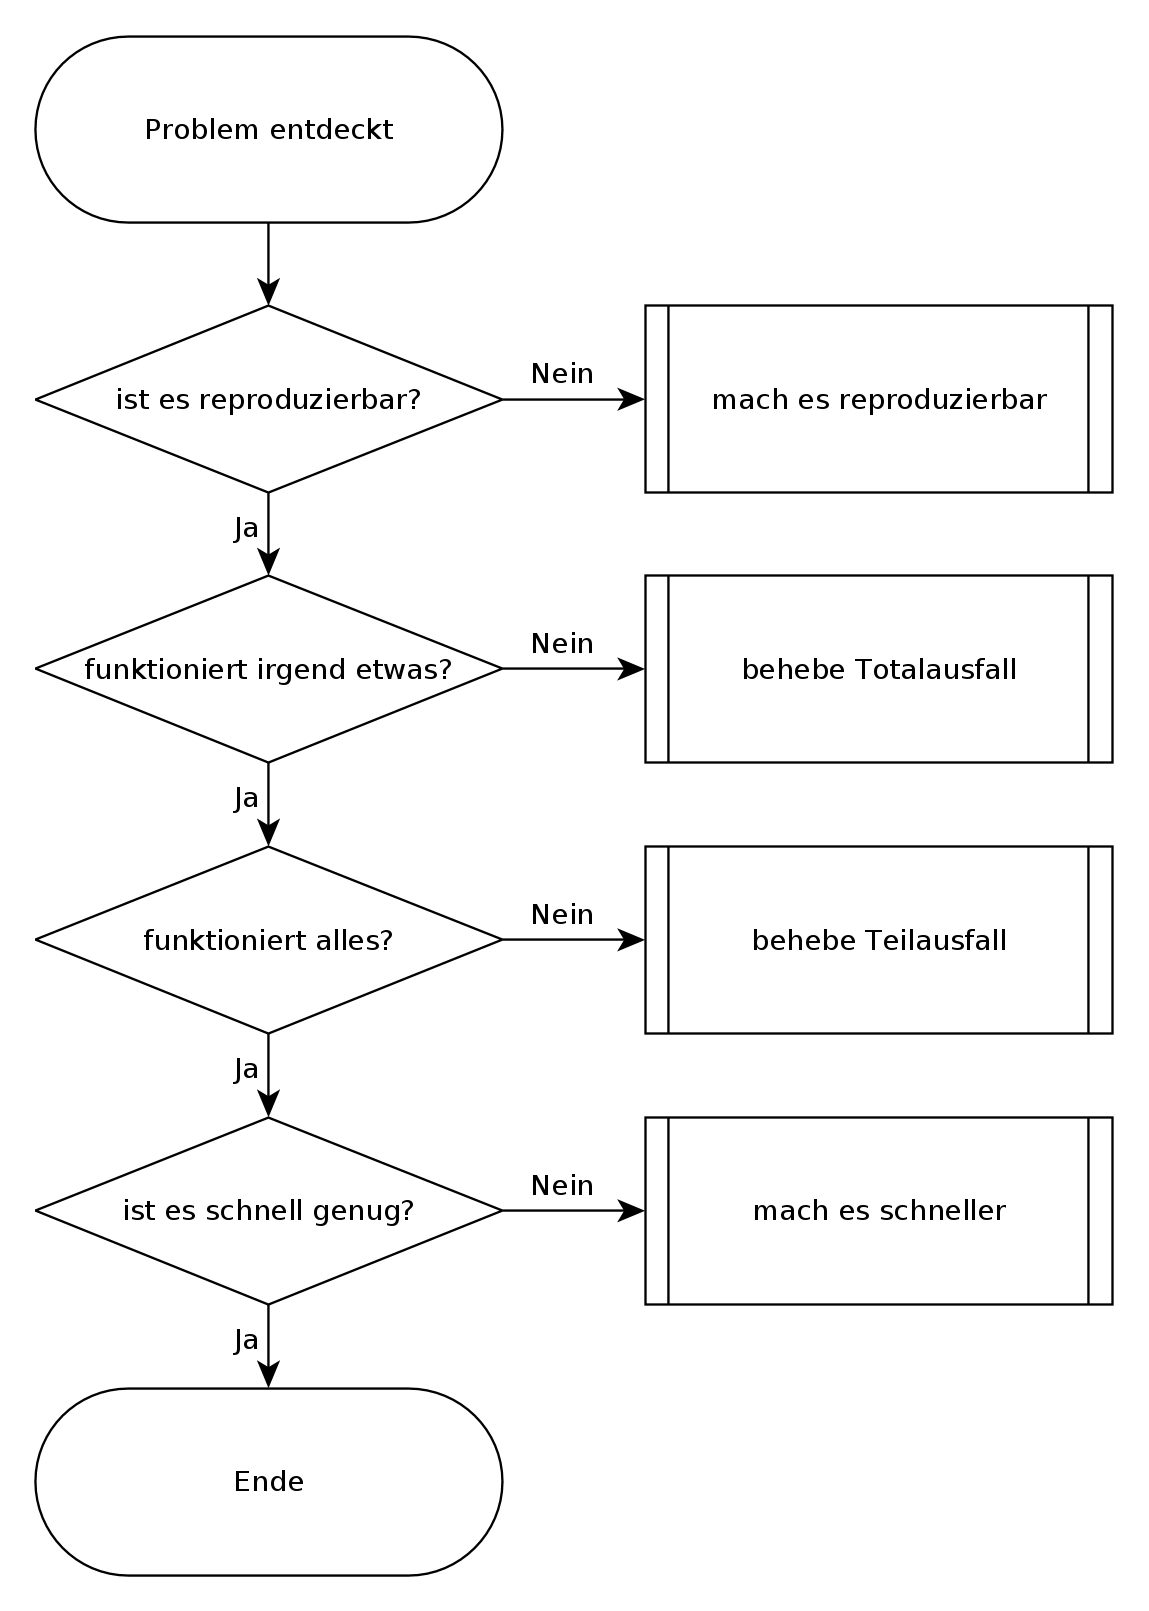 Problem entdeckt
ist es reproduzierbar?
Nein
mach es reproduzierbar
Ja
funktioniert irgend etwas?
Nein
behebe Totalausfall
Ja
funktioniert alles?
Nein
behebe Teilausfall
Ja
ist es schnell genug?
Nein
mach es schneller
Ja
Ende